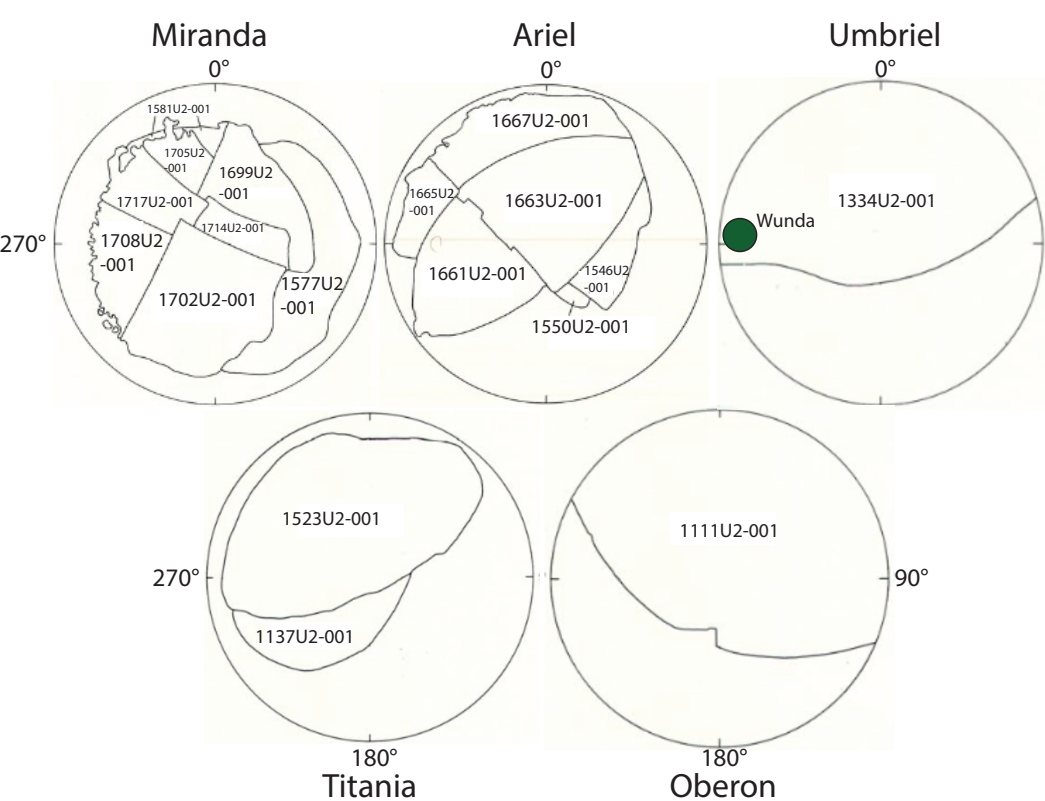 Miranda
Ariel
Umbriel
0°
0°
0°
1581U2-001
1705U2
-001
1699U2
-001
1717U2-001
1714U2-001
1708U2
-001
1702U2-001
1577U2
-001
270°
1667U2-001
1665U2
-001
1663U2-001
1661U2-001
1546U2
-001
1550U2-001
1334U2-001
Wunda
1523U2-001
1137U2-001
270°
180°
Titania
1111U2-001
90°
180°
Oberon